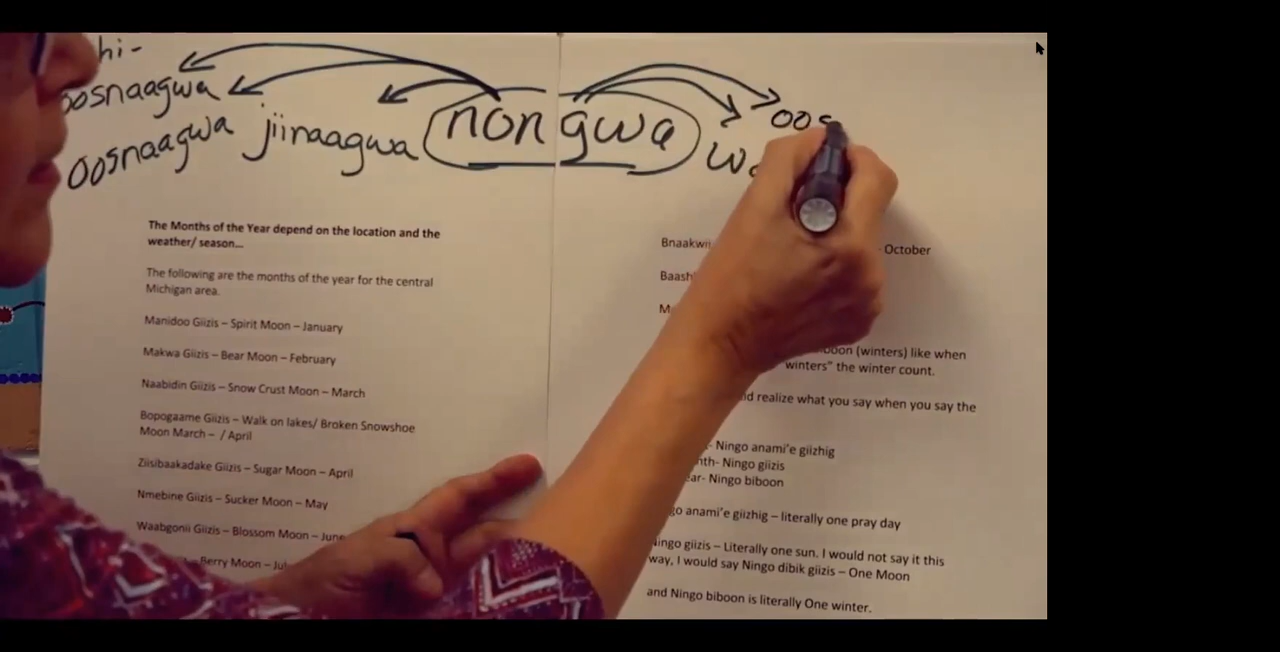 hi-
oosnaagwa
oosnaagwa jiinaagwa nongwa
The Months of the Year depend on the location and the
weather/ season...
The following are the months of the year for the central
Michigan area.
Manidoo Giizis – Spirit Moon – January
Makwa Giizis – Bear Moon – February
Naabidin Giizis – Snow Crust Moon – March
Bopogaame Giizis – Walk on lakes/ Broken Snowshoe
Moon March – / April
Ziisibaakadake Giizis – Sugar Moon – April
Nmebine Giizis – Sucker Moon – May
Waabgonii Giizis – Blossom Moon – June
Berry Moon –
October
(winters) like when
winters” the winter count.
realize what you say when you say the
- Ningo anami’e giizhig
- Ningo giizis
- Ningo biboon
anami’e giizhig – literally one pray day
Ningo giizis – Literally one sun. I would not say it this
way, I would say Ningo dibik giizis – One Moon
and Ningo biboon is literally One winter.